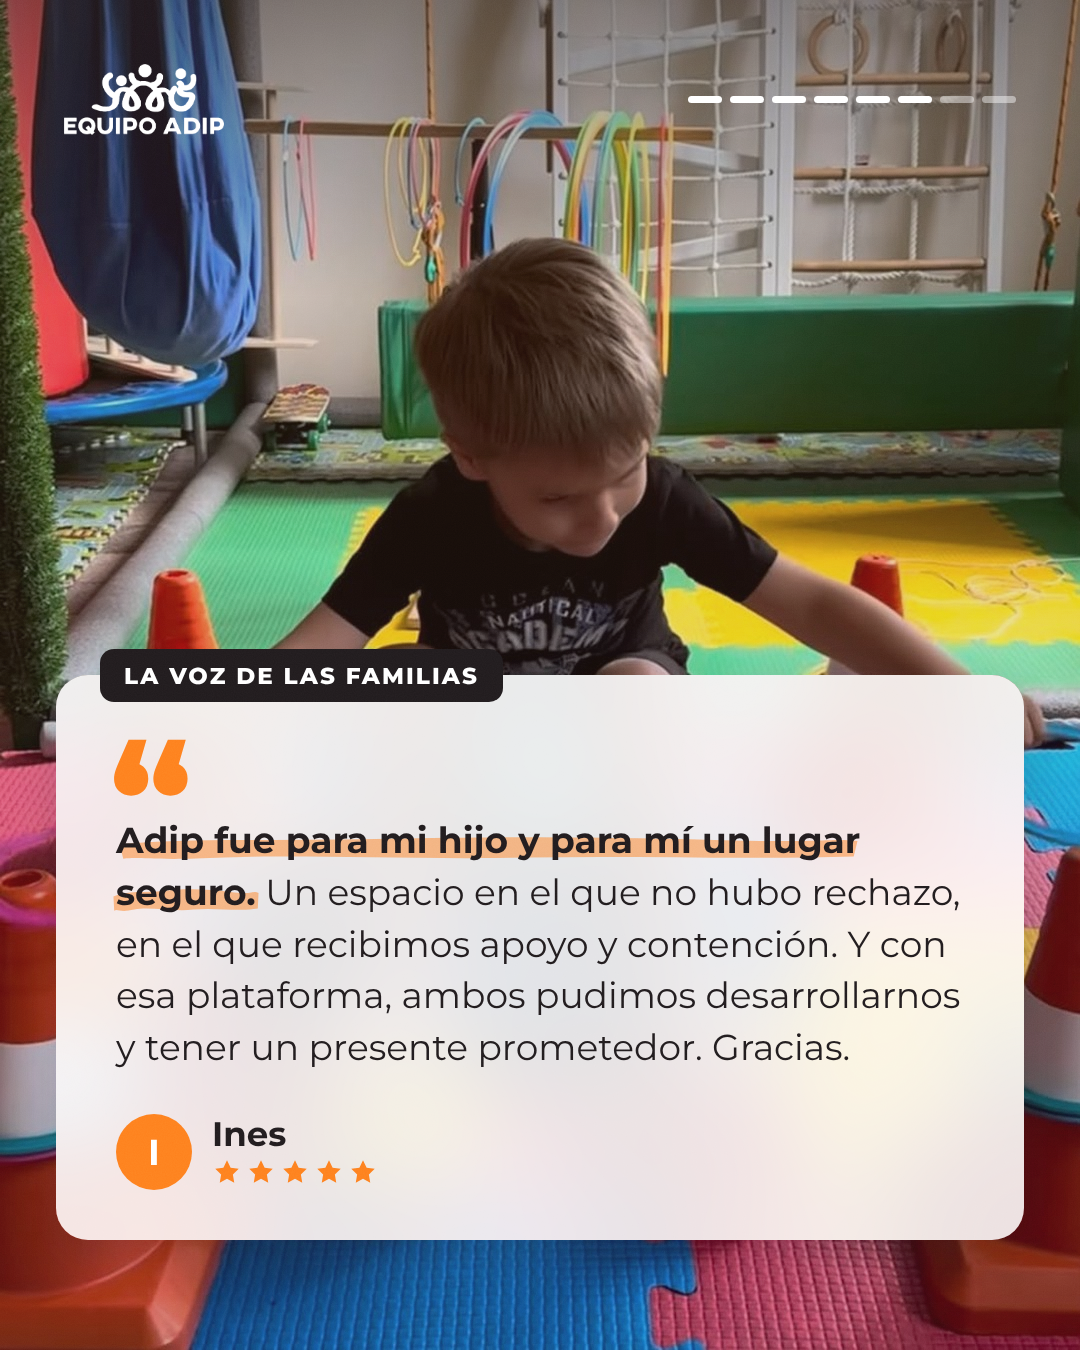 EQUIPO ADIP
NAUTICAL
LA VOZ DE LAS FAMILIAS
“
Adip fue para mi hijo y para mí un lugar
seguro. Un espacio en el que no hubo rechazo,
en el que recibimos apoyo y contención. Y con
esa plataforma, ambos pudimos desarrollarnos
y tener un presente prometedor. Gracias.
I
Ines